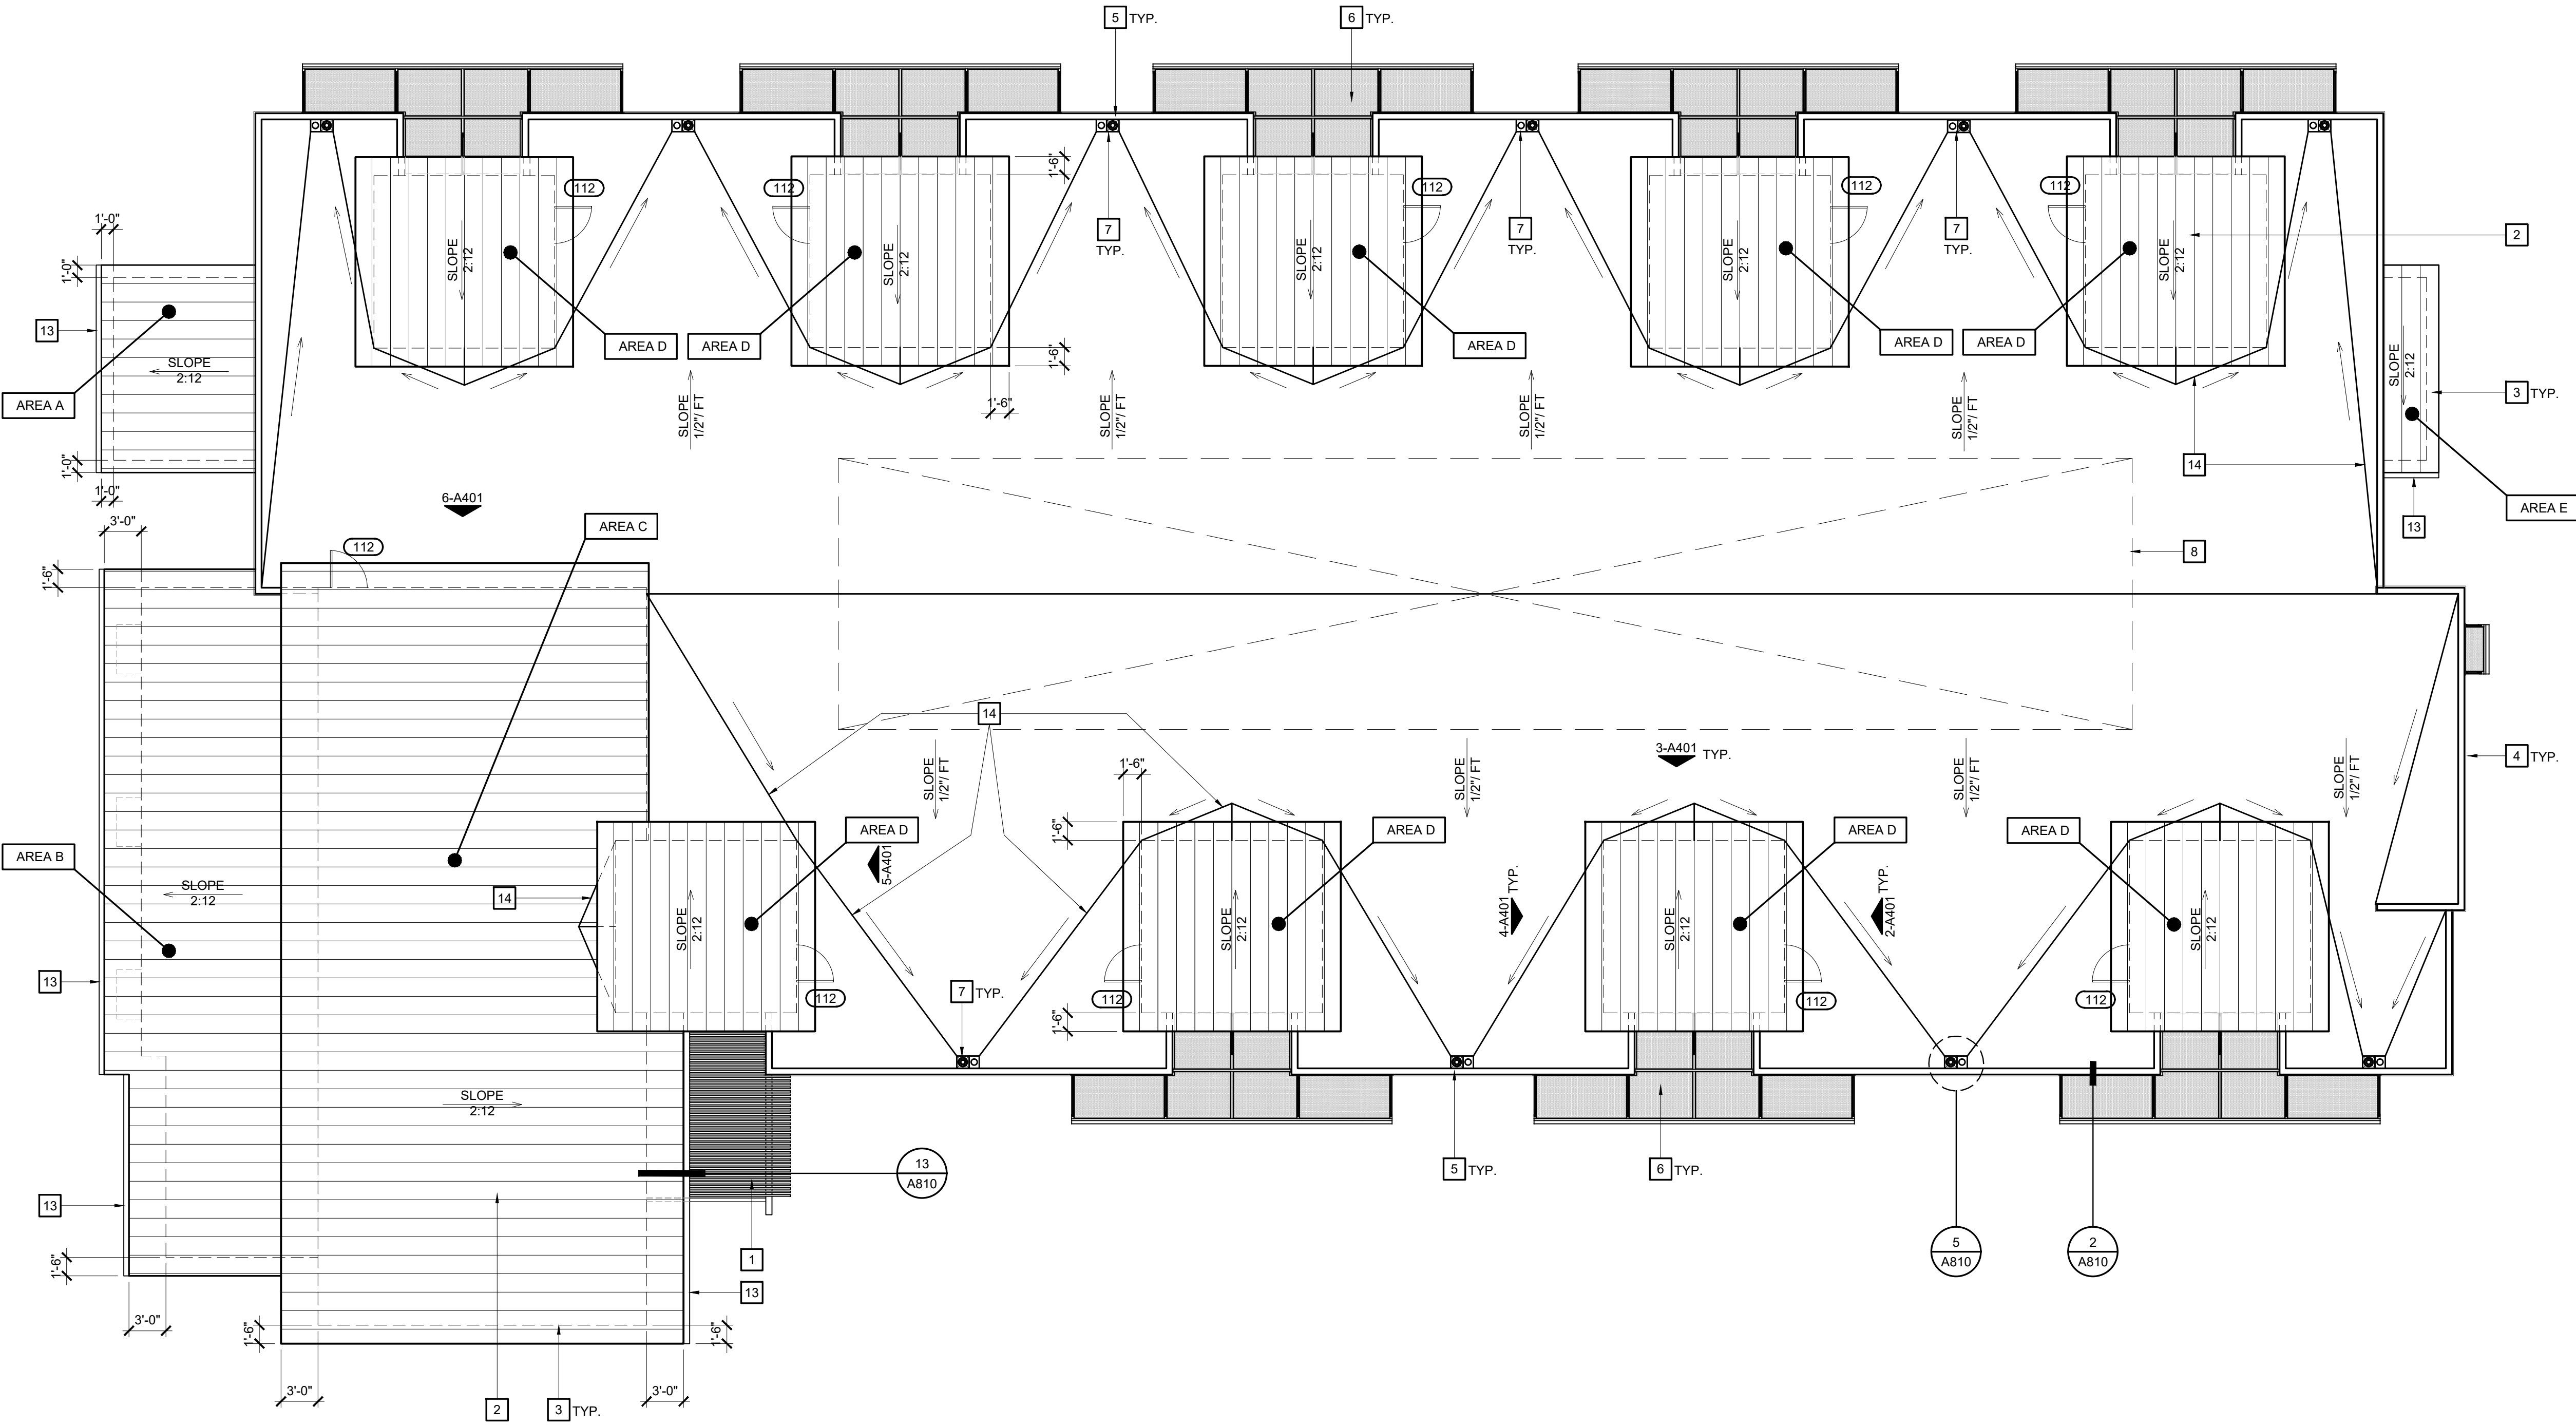 5 TYP.
6 TYP.
112
112
112
112
112
1'-6"
7
TYP.
7
TYP.
7
TYP.
1'-0"
1'-0"
SLOPE
2:12
SLOPE
2:12
SLOPE
2:12
SLOPE
2:12
SLOPE
2:12
2
13
AREA D
AREA D
AREA D
AREA D
AREA D
SLOPE
2:12
1'-6"
SLOPE
2:12
3 TYP.
AREA A
1'-6"
SLOPE
1/2"/ FT
SLOPE
1/2"/ FT
SLOPE
1/2"/ FT
SLOPE
1/2"/ FT
1'-0"
1'-0"
14
6-A401
AREA E
3'-0"
AREA C
13
112
8
1'-6"
14
3-A401 TYP.
4 TYP.
1'-6"
SLOPE
1/2"/ FT
SLOPE
1/2"/ FT
SLOPE
1/2"/ FT
SLOPE
1/2"/ FT
1'-6"
AREA D
AREA D
AREA D
AREA D
AREA B
5-A401
SLOPE
2:12
14
SLOPE
2:12
SLOPE
2:12
4-A401 TYP.
SLOPE
2:12
2-A401 TYP.
SLOPE
2:12
13
7 TYP.
112
112
112
112
1'-6"
SLOPE
2:12
13
A810
5 TYP.
6 TYP.
13
1
5
A810
2
A810
1'-6"
13
3'-0"
1'-6"
1'-6"
3'-0"
3'-0"
2
3 TYP.